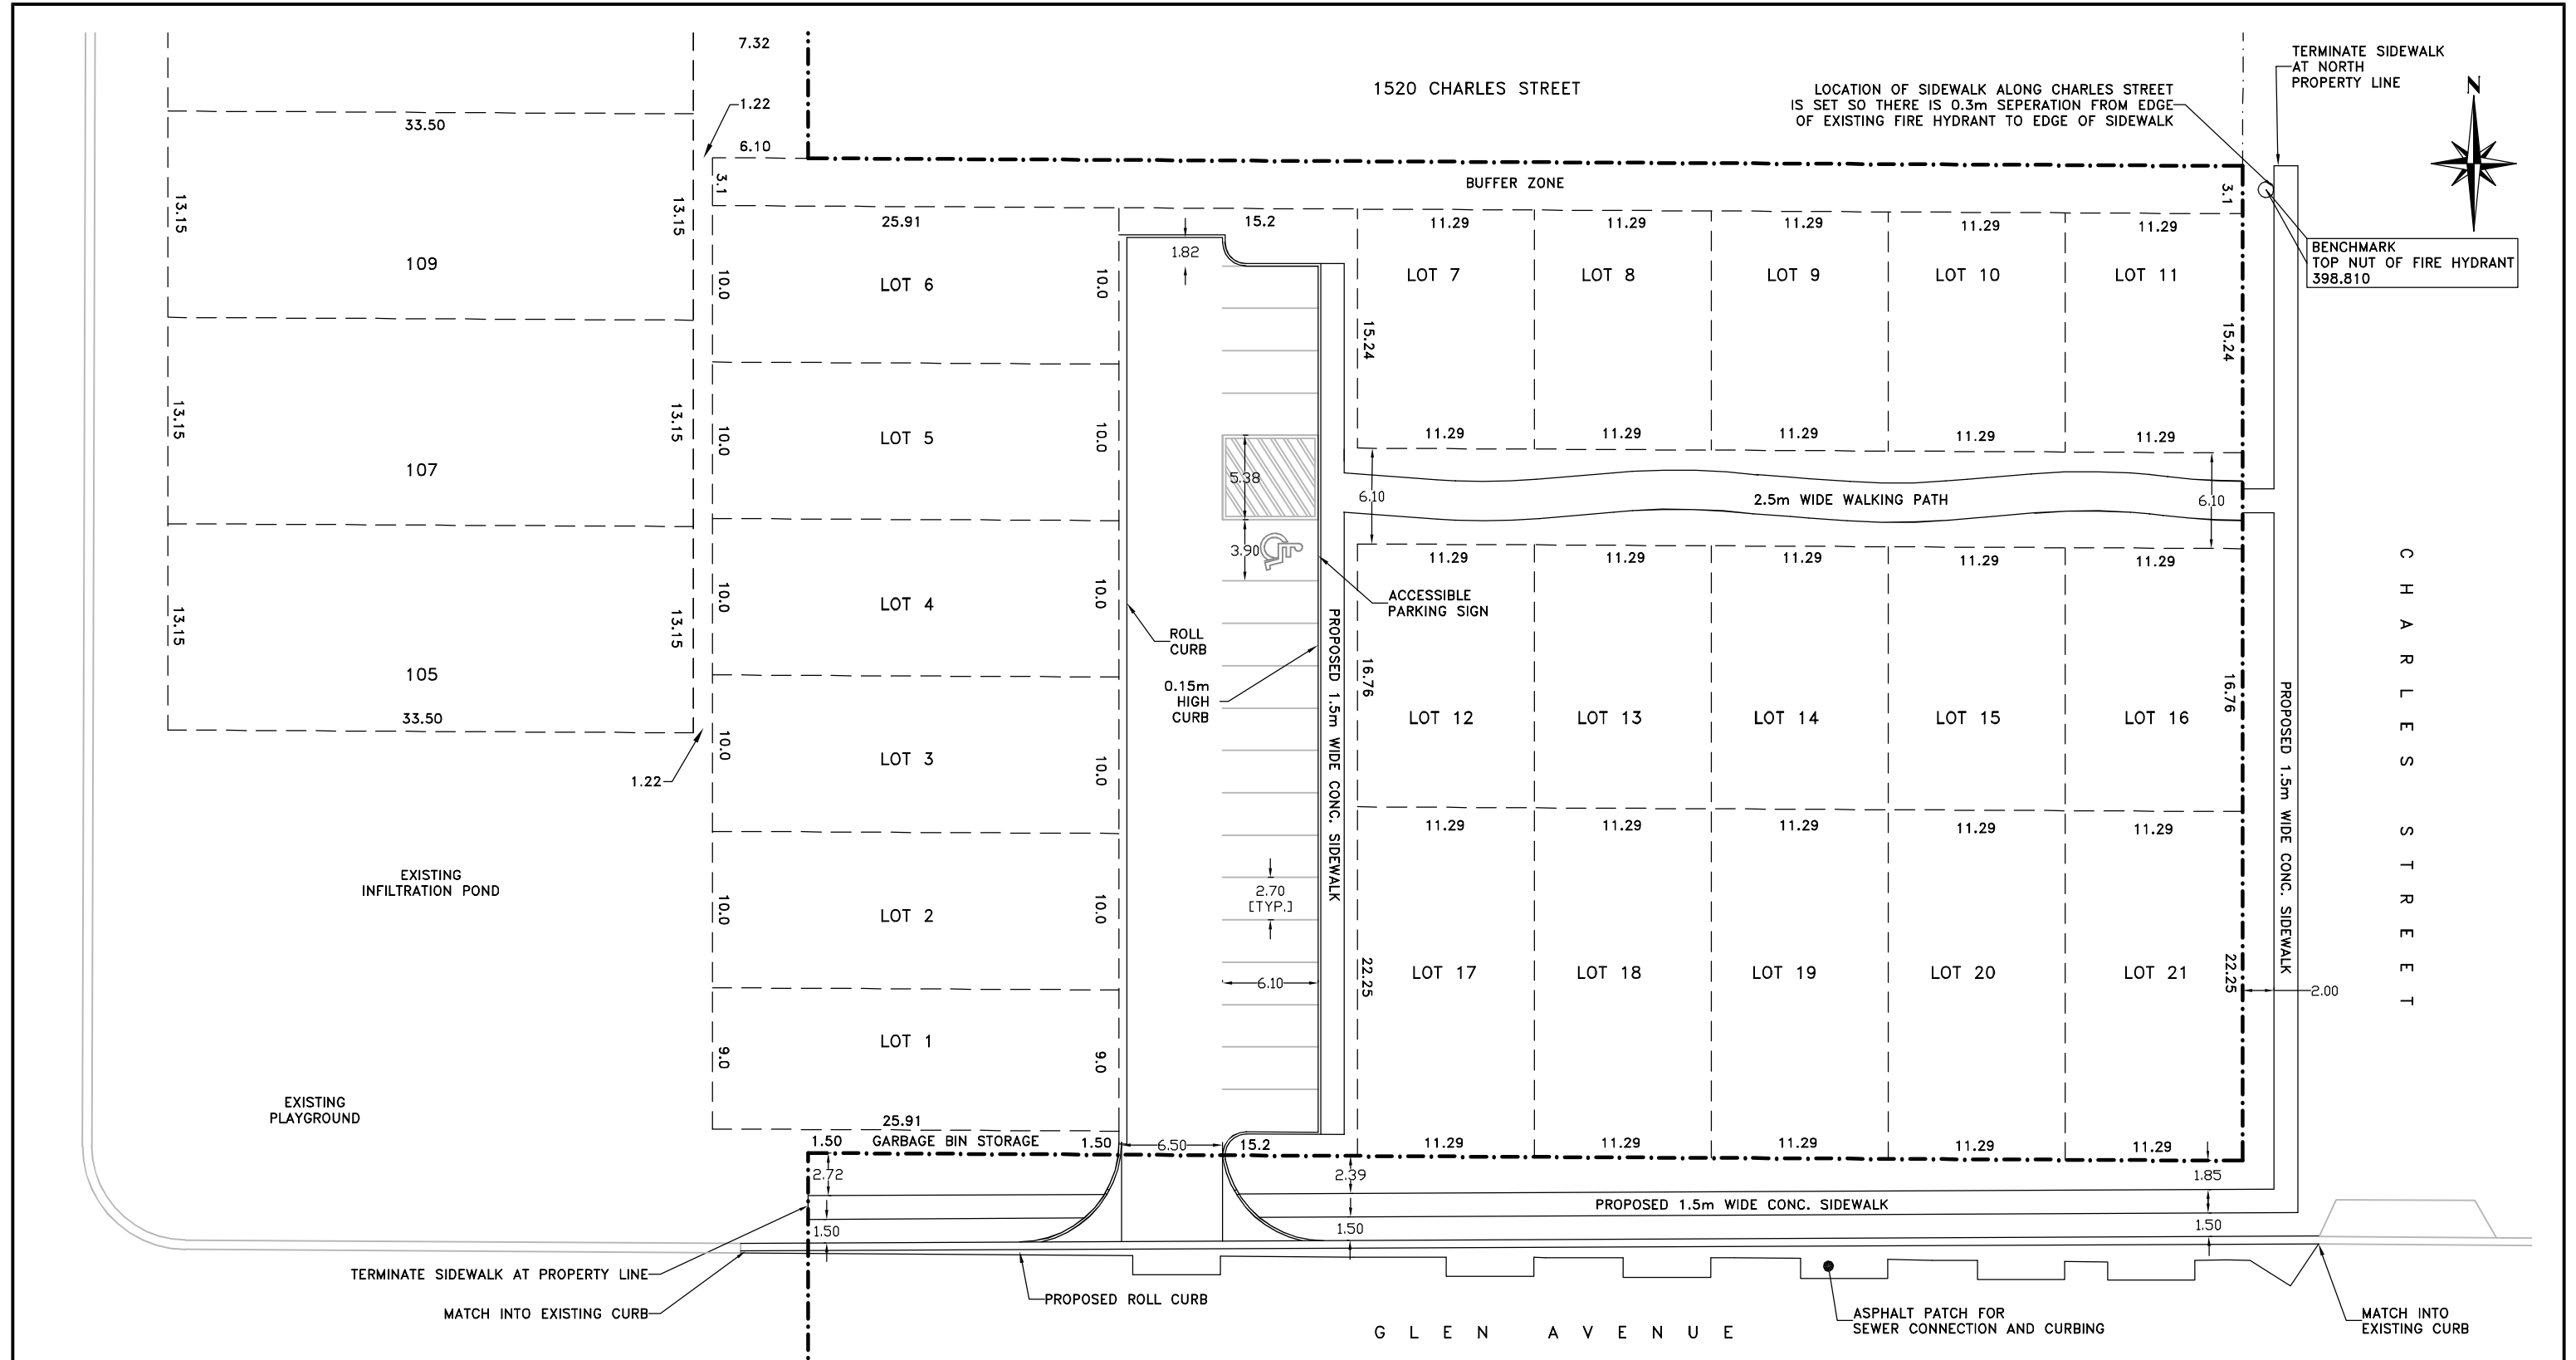 7.32
1520 CHARLES STREET
TERMINATE SIDEWALK
AT NORTH
PROPERTY LINE
N
LOCATION OF SIDEWALK ALONG CHARLES STREET
IS SET SO THERE IS 0.3m SEPERATION FROM EDGE
OF EXISTING FIRE HYDRANT TO EDGE OF SIDEWALK
1.22
33.50
6.10
3.1
BUFFER ZONE
3.1
13.15
13.15
109
25.91
15.2
11.29
11.29
11.29
11.29
11.29
BENCHMARK
TOP NUT OF FIRE HYDRANT
398.810
1.82
10.0
LOT 6
10.0
LOT 7
LOT 8
LOT 9
LOT 10
LOT 11
15.24
15.24
13.15
13.15
107
10.0
LOT 5
10.0
11.29
11.29
11.29
11.29
11.29
5.38
6.10
2.5m WIDE WALKING PATH
6.10
3.90
11.29
11.29
11.29
11.29
11.29
10.0
LOT 4
10.0
ACCESSIBLE
PARKING SIGN
13.15
13.15
105
ROLL
CURB
0.15m
HIGH
CURB
PROPOSED 1.5m WIDE CONC. SIDEWALK
16.76
16.76
33.50
LOT 12
LOT 13
LOT 14
LOT 15
LOT 16
PROPOSED 1.5m WIDE CONC. SIDEWALK
CHARLES STREET
1.22
10.0
LOT 3
10.0
11.29
11.29
11.29
11.29
11.29
EXISTING
INFILTRATION POND
10.0
LOT 2
10.0
2.70
[TYP.]
6.10
22.25
LOT 17
LOT 18
LOT 19
LOT 20
LOT 21
22.25
2.00
9.0
LOT 1
9.0
EXISTING
PLAYGROUND
25.91
1.50
GARBAGE BIN STORAGE
1.50
6.50
15.2
11.29
11.29
11.29
11.29
11.29
2.72
2.39
1.85
PROPOSED 1.5m WIDE CONC. SIDEWALK
1.50
1.50
1.50
TERMINATE SIDEWALK AT PROPERTY LINE
MATCH INTO EXISTING CURB
PROPOSED ROLL CURB
GLEN AVENUE
ASPHALT PATCH FOR
SEWER CONNECTION AND CURBING
MATCH INTO
EXISTING CURB